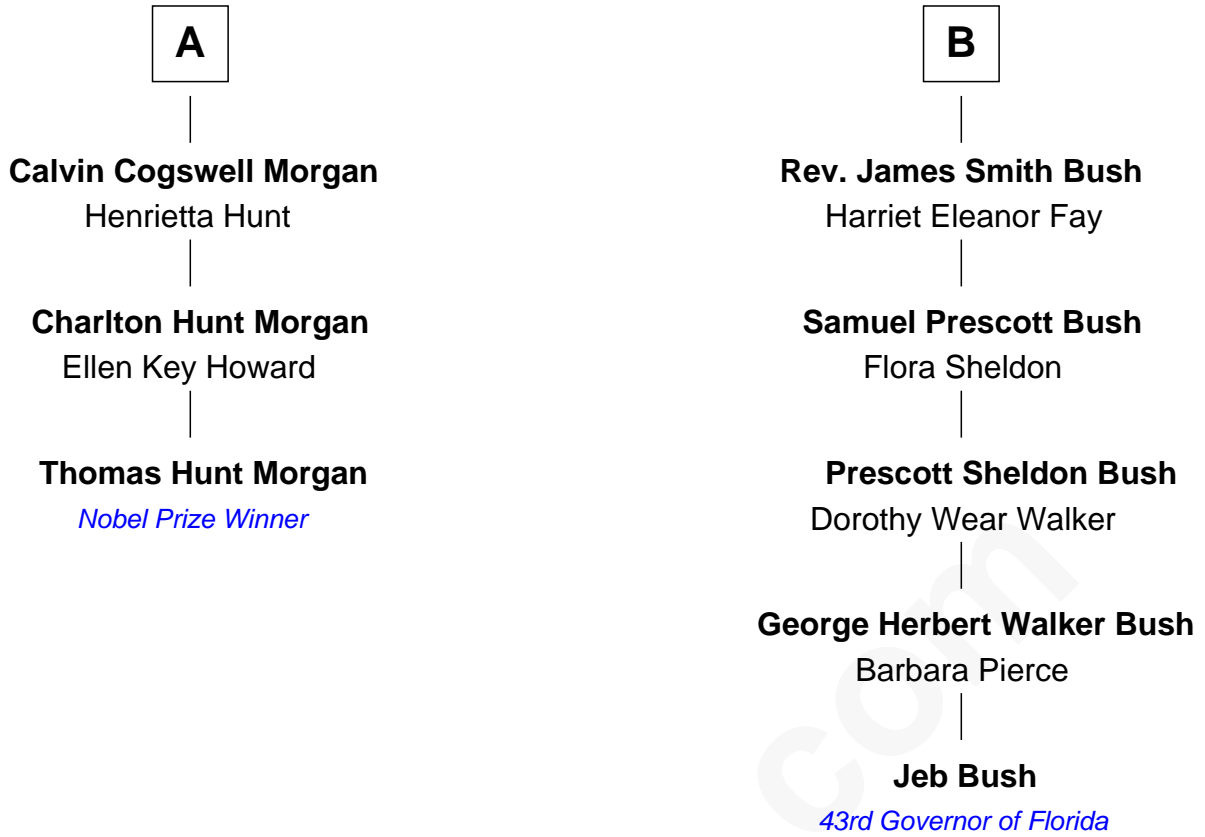 A
Calvin Cogswell Morgan
Henrietta Hunt
Charlton Hunt Morgan
Ellen Key Howard
Thomas Hunt Morgan
Nobel Prize Winner
B
Rev. James Smith Bush
Harriet Eleanor Fay
Samuel Prescott Bush
Flora Sheldon
Prescott Sheldon Bush
Dorothy Wear Walker
George Herbert Walker Bush
Barbara Pierce
Jeb Bush
43rd Governor of Florida
com